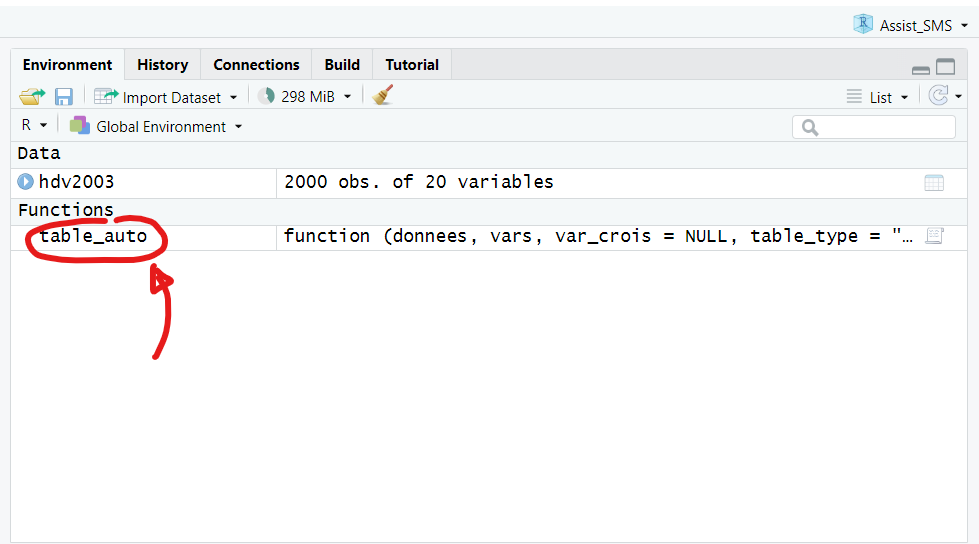 Assist_SMS
Environment History Connections Build Tutorial
Import Dataset 298 MiB List
R Global Environment
Data
hdv2003 2000 obs. of 20 variables
Functions
table_auto function (donnees, vars, var_crois = NULL, table_type = "…